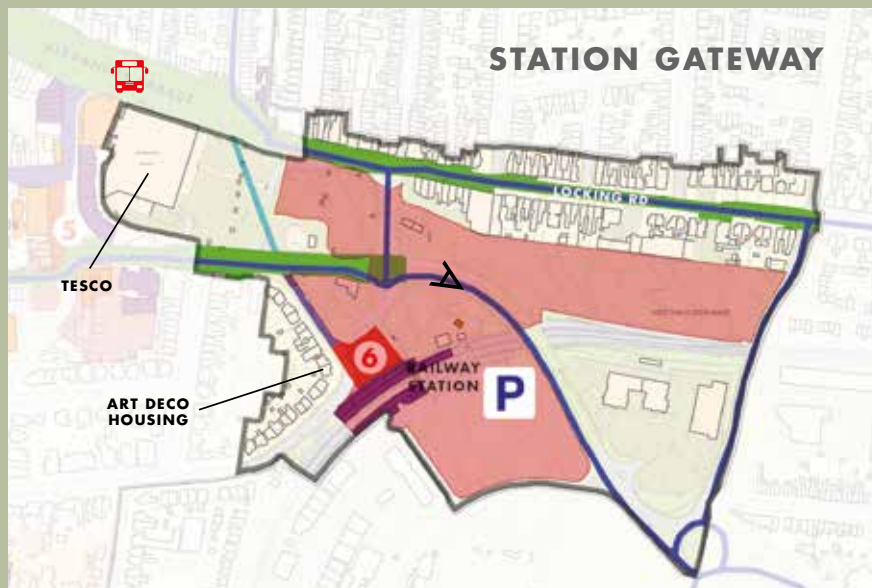 STATION GATEWAY
LOCKING RD
5
TESCO
6
RAILWAY
STATION
P
ART DECO
HOUSING